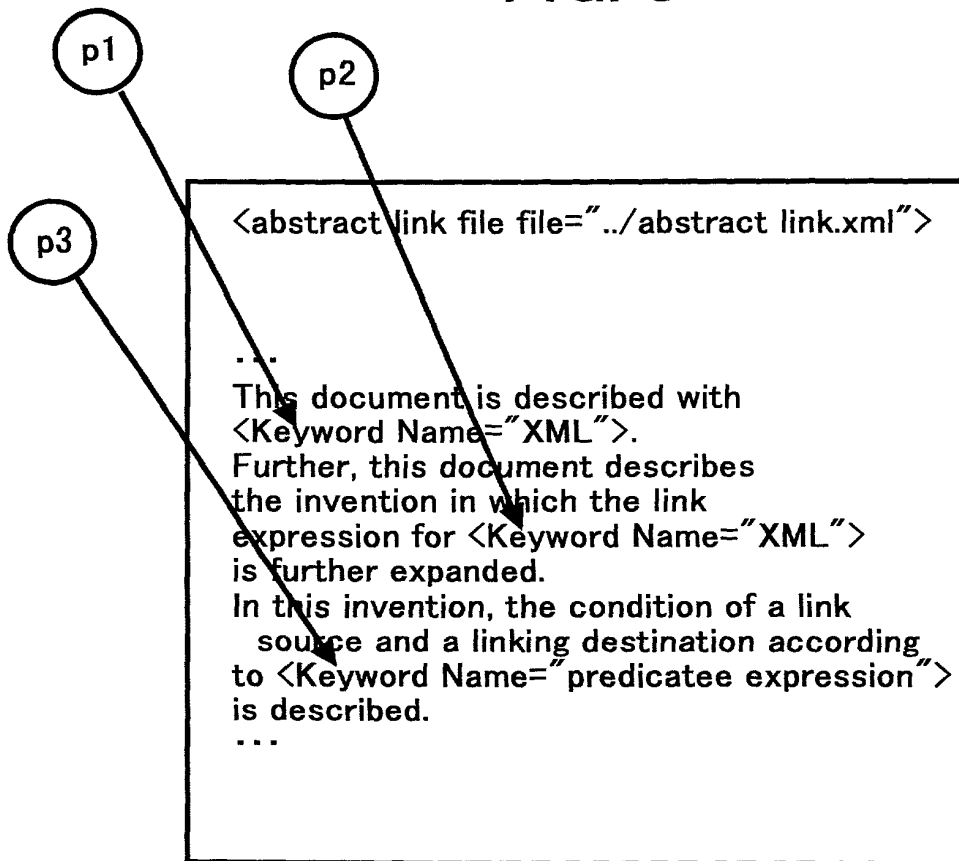 p1
p2
p3
<abstract link file file="../abstract link.xml">
...
This document is described with
<Keyword Name="XML">.
Further, this document describes
the invention in which the link
expression for <Keyword Name="XML">
is further expanded.
In this invention, the condition of a link
source and a linking destination according
to <Keyword Name="predicatee expression">
is described.
...